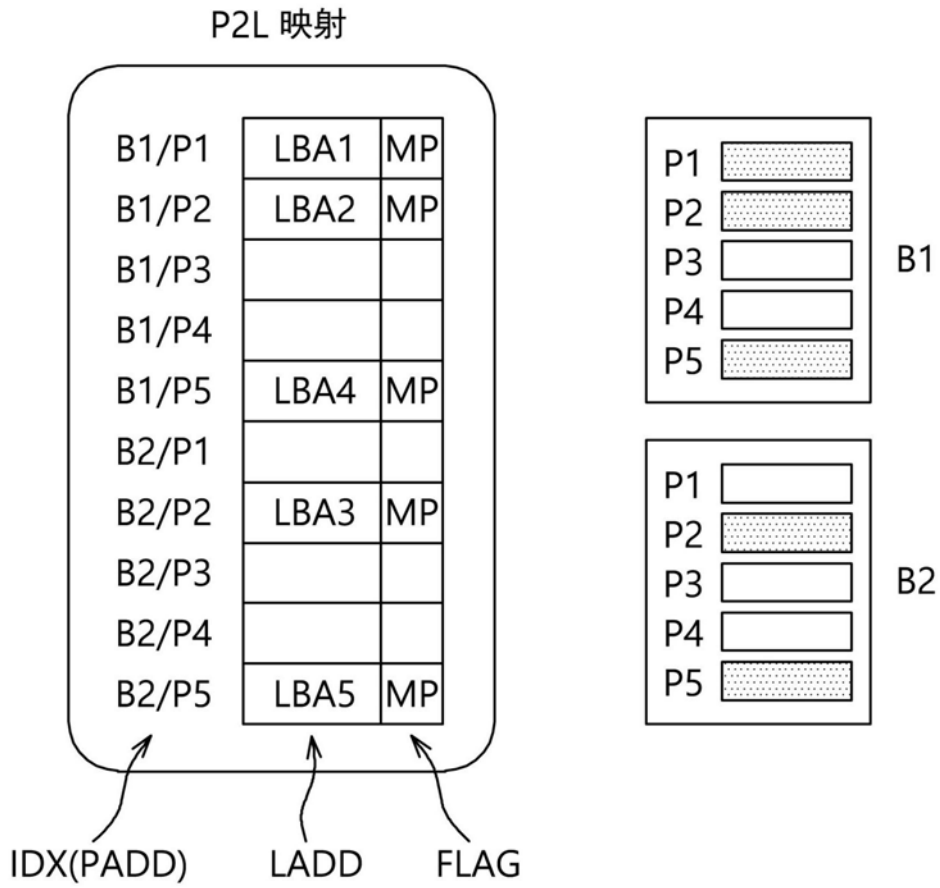 P2L 映射
B1/P1 LBA1 MP
B1/P2 LBA2 MP
B1/P3
B1/P4
B1/P5 LBA4 MP
B2/P1
B2/P2 LBA3 MP
B2/P3
B2/P4
B2/P5 LBA5 MP
IDX(PADD) LADD FLAG
P1
P2
P3
P4
P5
B1
P1
P2
P3
P4
P5
B2